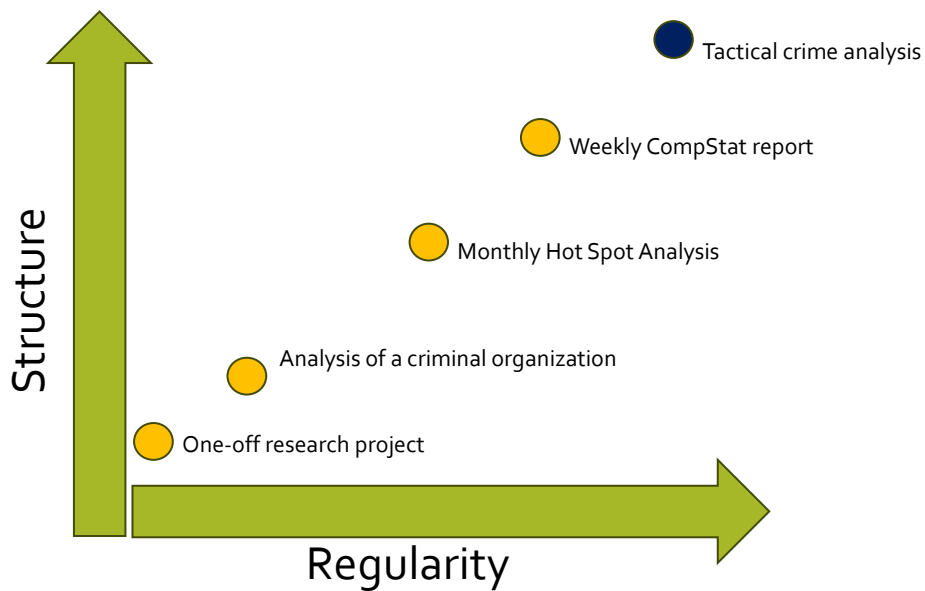 Tactical crime analysis
Weekly CompStat report
Monthly Hot Spot Analysis
Structure
Analysis of a criminal organization
One-off research project
Regularity